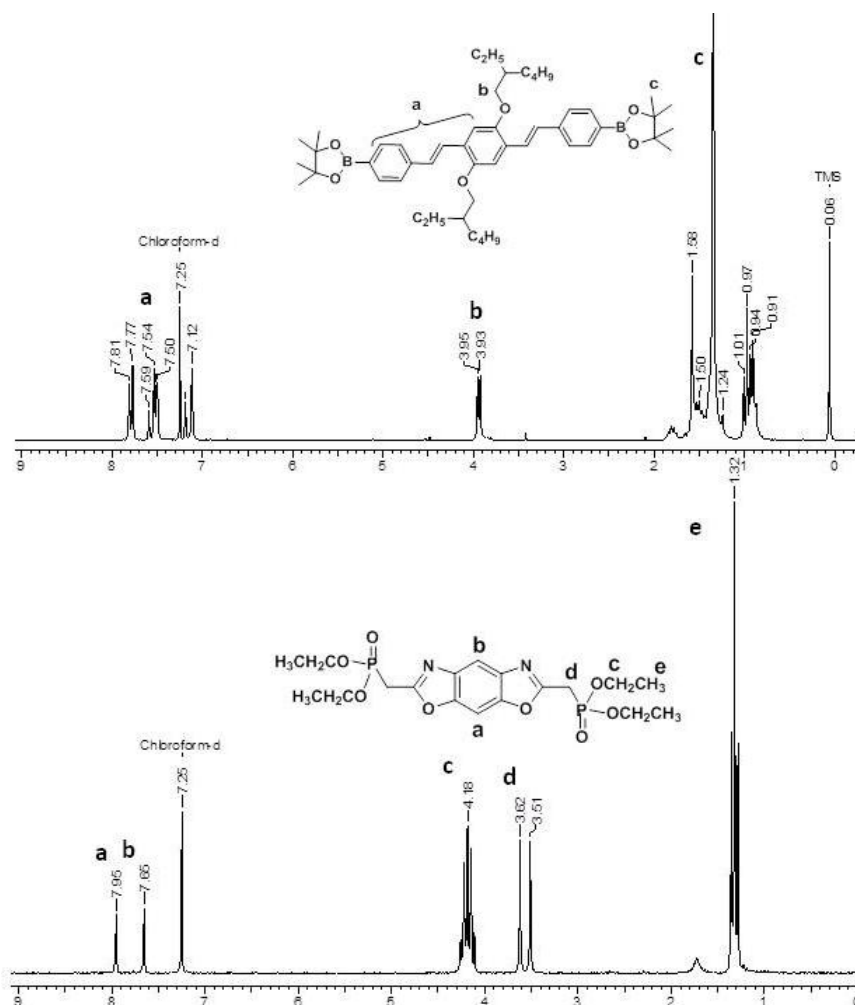 C2H5
C4H9
b
O
c
a
O
B
O
O
B
O
O
C2H5
C4H9
c
TMS
0.06
Chloroform-d
7.25
a
7.81
7.77
7.59
7.54
7.50
7.12
b
3.95
3.93
1.58
1.50
1.24
1.01
0.97
0.94
0.91
9 8 7 6 5 4 3 2 1 0
e
1.32
O
b
H3CH2CO
P
N
N
d
c
e
OCH2CH3
H3CH2CO
O
O
P
OCH2CH3
a
O
Chloroform-d
7.25
a
b
7.95
7.65
c
4.18
d
3.62
3.51
9 8 7 6 5 4 3 2 1